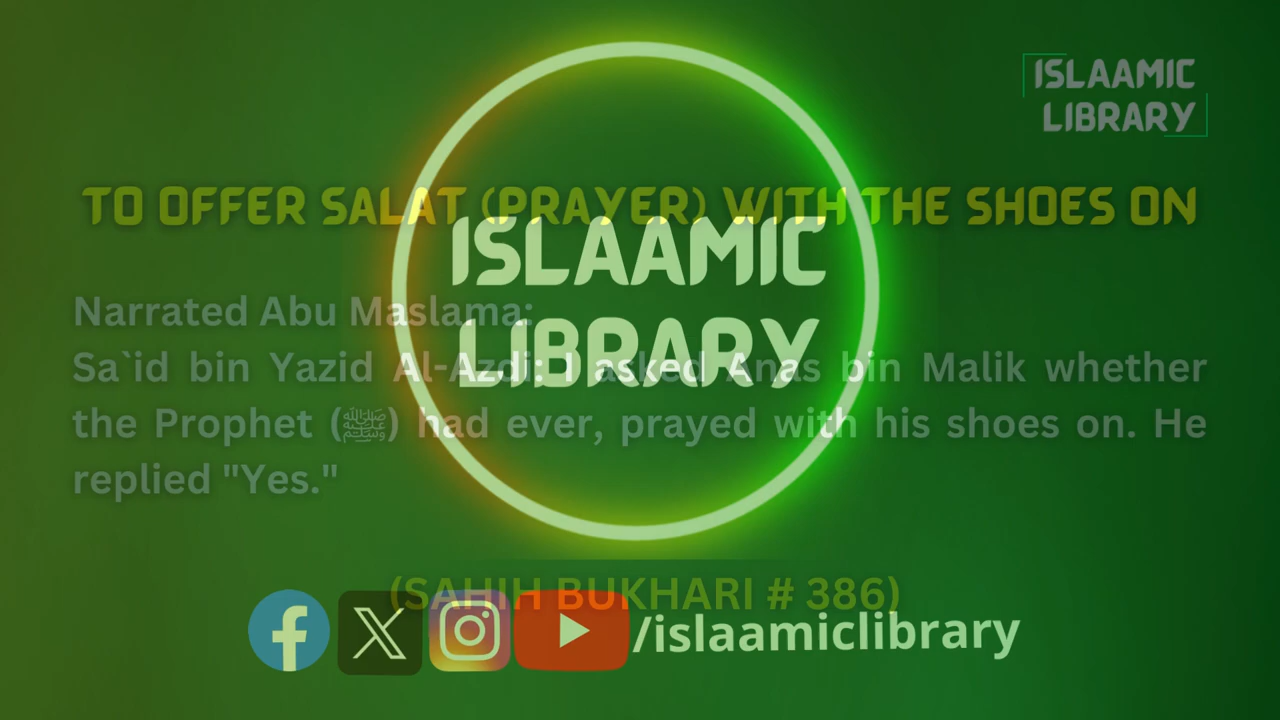 ISLAAMIC
LIBRARY
TO OFFER SALAT (PRAYER) WITH THE SHOES ON
ISLAAMIC
LIBRARY
Narrated Abu Maslama:
Sa`id bin Yazid Al-Azdi: I asked Anas bin Malik whether
the Prophet (ﷺ) had ever, prayed with his shoes on. He
replied "Yes."
(SAHIH BUKHARI # 386)
/islaamiclibrary